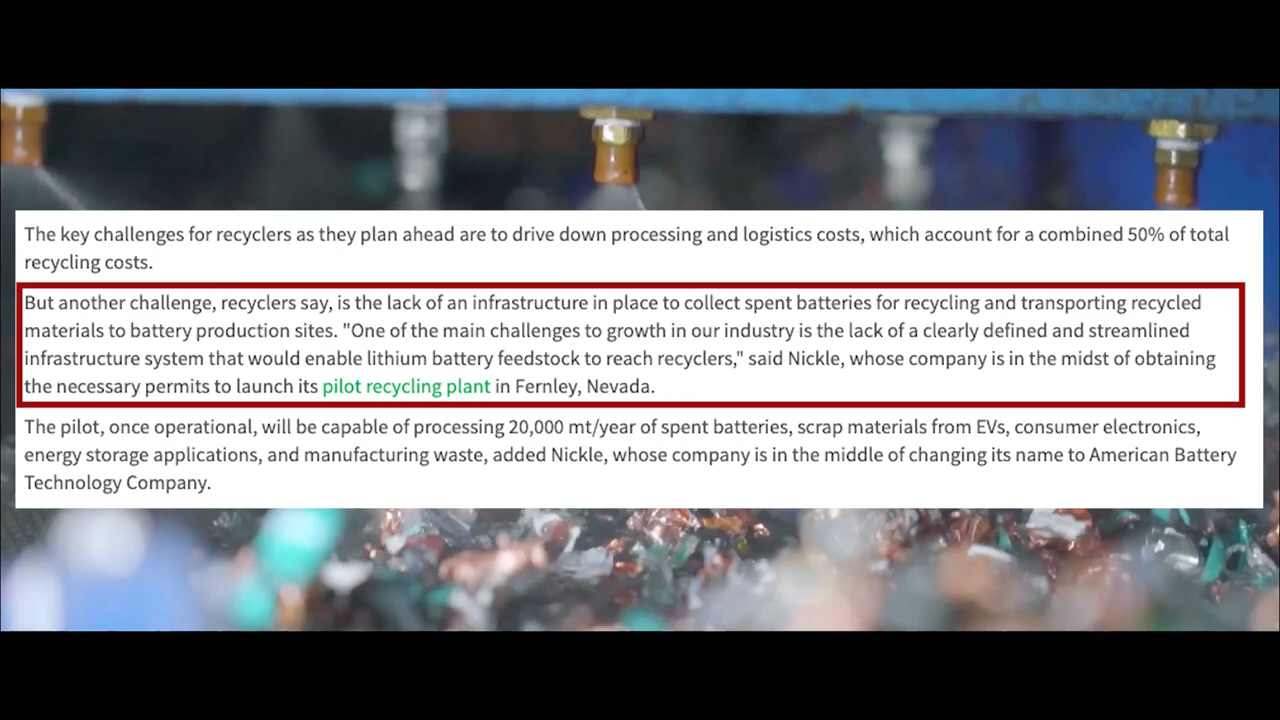 The key challenges for recyclers as they plan ahead are to drive down processing and logistics costs, which account for a combined 50% of total
recycling costs.
But another challenge, recyclers say, is the lack of an infrastructure in place to collect spent batteries for recycling and transporting recycled
materials to battery production sites. "One of the main challenges to growth in our industry is the lack of a clearly defined and streamlined
infrastructure system that would enable lithium battery feedstock to reach recyclers," said Nickle, whose company is in the midst of obtaining
the necessary permits to launch its pilot recycling plant in Fernley, Nevada.
The pilot, once operational, will be capable of processing 20,000 mt/year of spent batteries, scrap materials from EVs, consumer electronics,
energy storage applications, and manufacturing waste, added Nickle, whose company is in the middle of changing its name to American Battery
Technology Company.